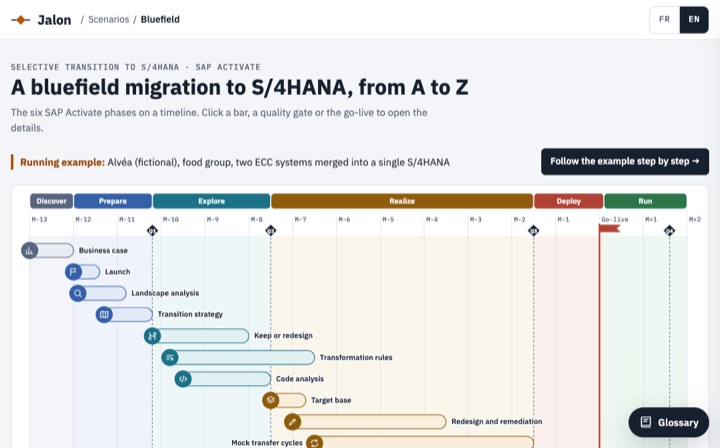 Jalon / Scenarios / Bluefield
FR EN
SELECTIVE TRANSITION TO S/4HANA · SAP ACTIVATE
A bluefield migration to S/4HANA, from A to Z
The six SAP Activate phases on a timeline. Click a bar, a quality gate or the go-live to open the
details.
Running example: Alvéa (fictional), food group, two ECC systems merged into a single S/4HANA
Follow the example step by step →
Discover Prepare Explore Realize Deploy Run
M-13 M-12 M-11 M-10 M-9 M-8 M-7 M-6 M-5 M-4 M-3 M-2 M-1 Go-live M+1 M+2
Business case
Launch
Landscape analysis
Transition strategy
Keep or redesign
Transformation rules
Code analysis
Target base
Redesign and remediation
Mock transfer cycles
Glossary